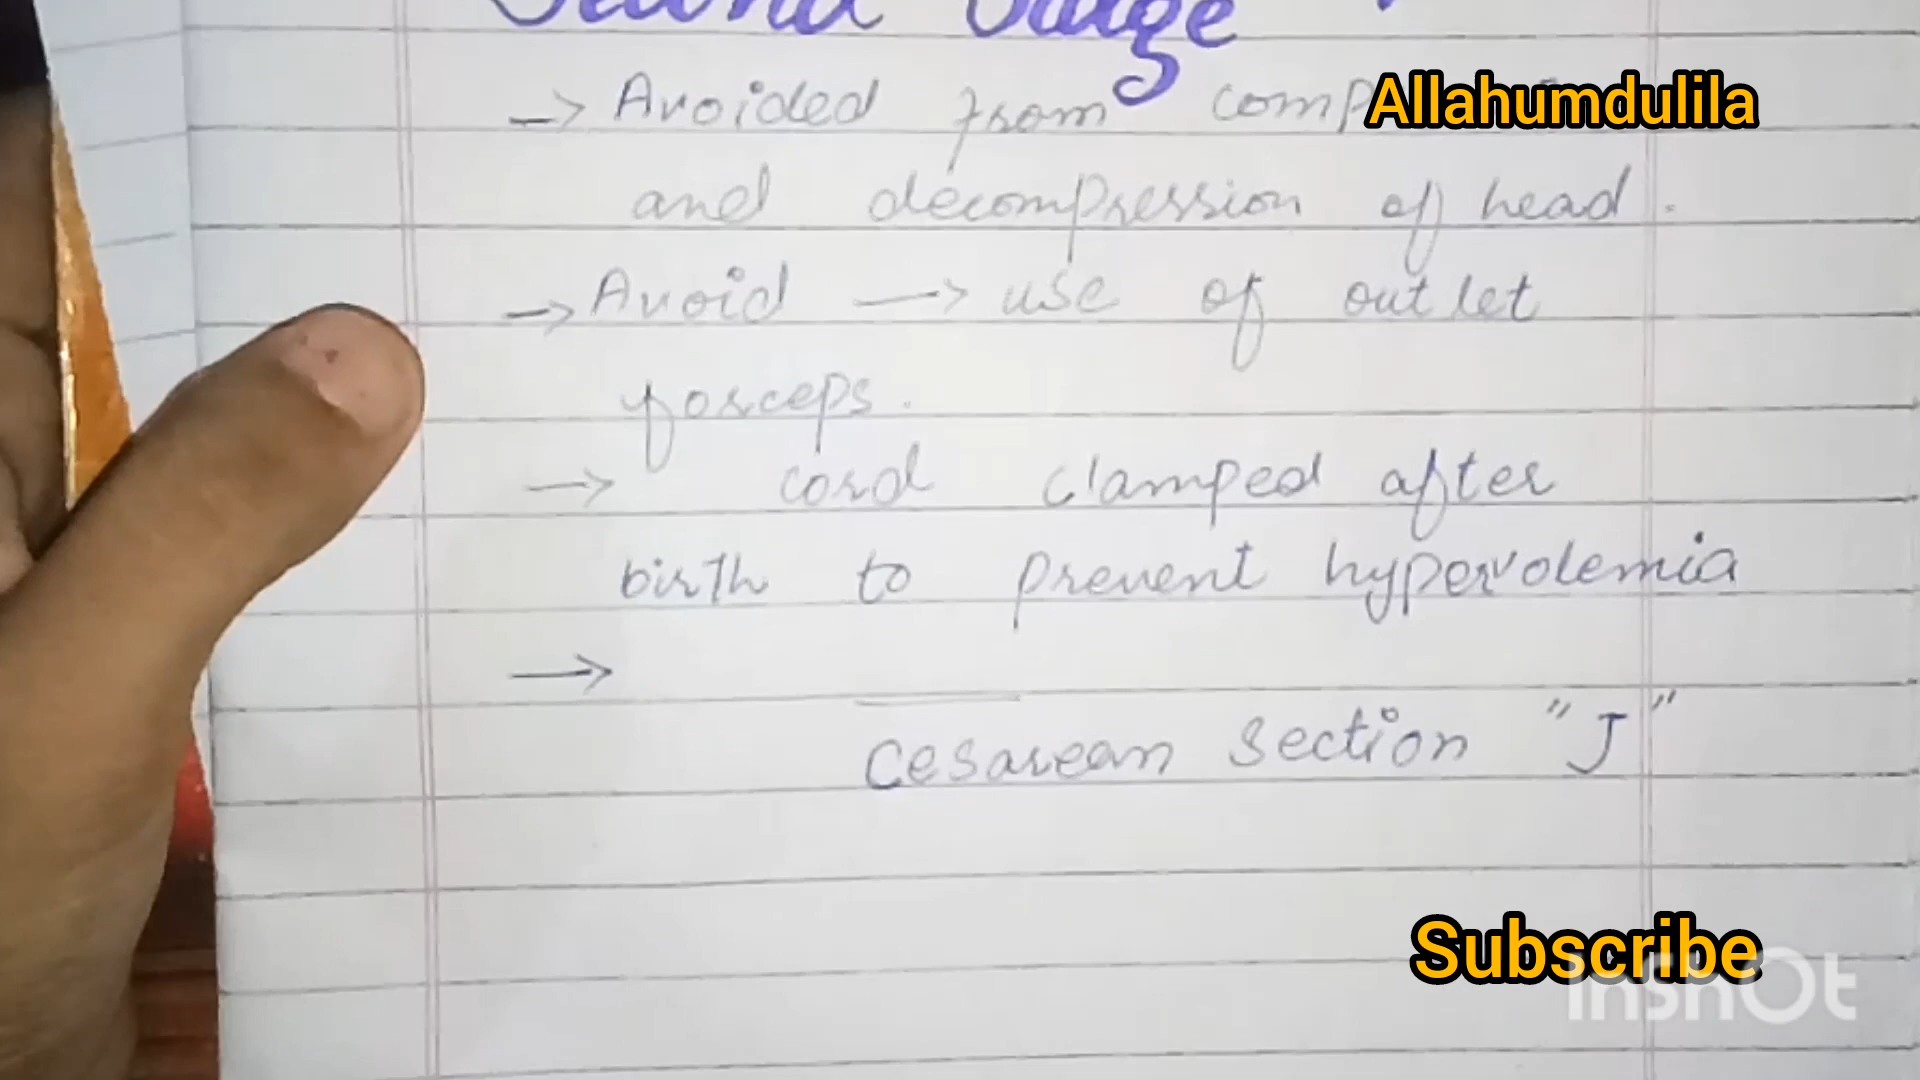 Second Stage
→ Avoided from comp
Allahumdulila
and decompression of head.
→ Avoid → use of outlet
forceps.
→ cord clamped after
birth to prevent hypervolemia
→
cesarean section "J"
Subscribe
InShOt